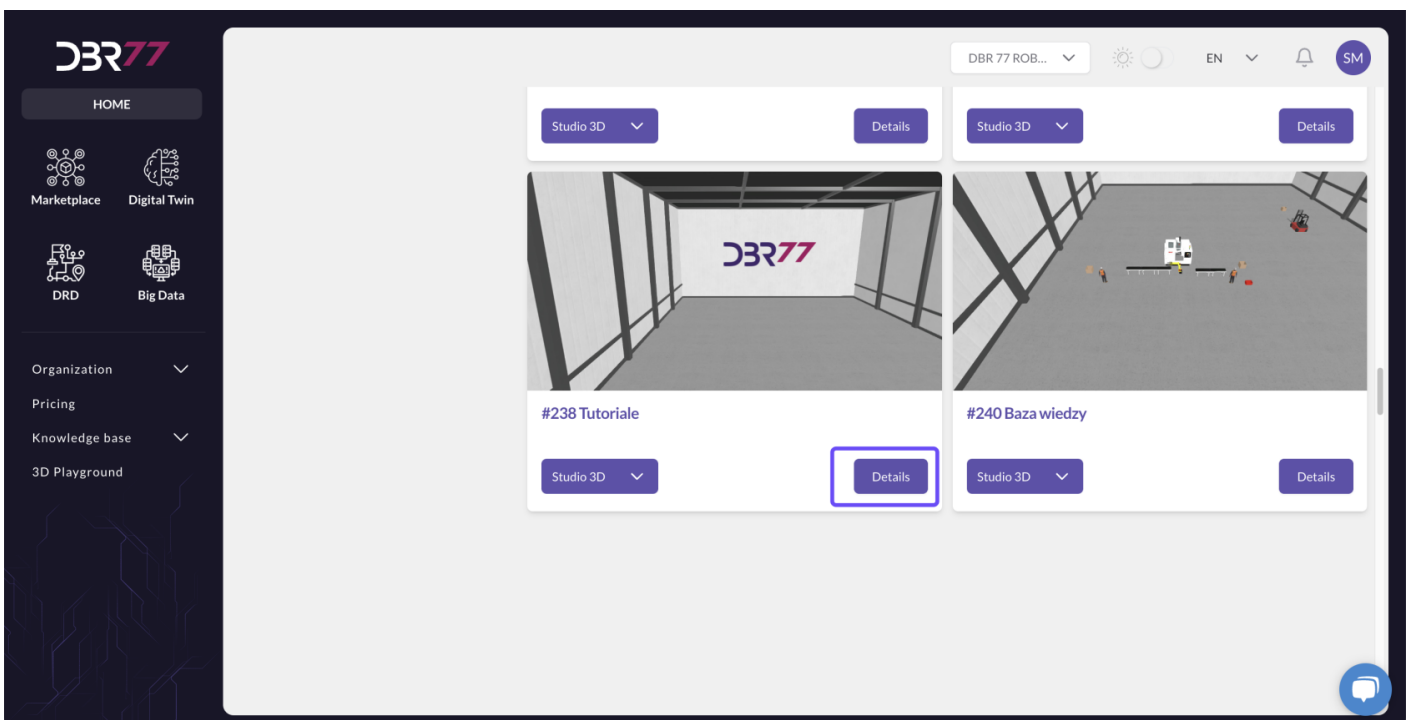 DBR77
HOME
Marketplace
Digital Twin
DRD
Big Data
Organization
Pricing
Knowledge base
3D Playground
DBR 77 ROB...
EN
SM
Studio 3D
Details
Studio 3D
Details
DBR77
#238 Tutoriale
#240 Baza wiedzy
Studio 3D
Details
Studio 3D
Details